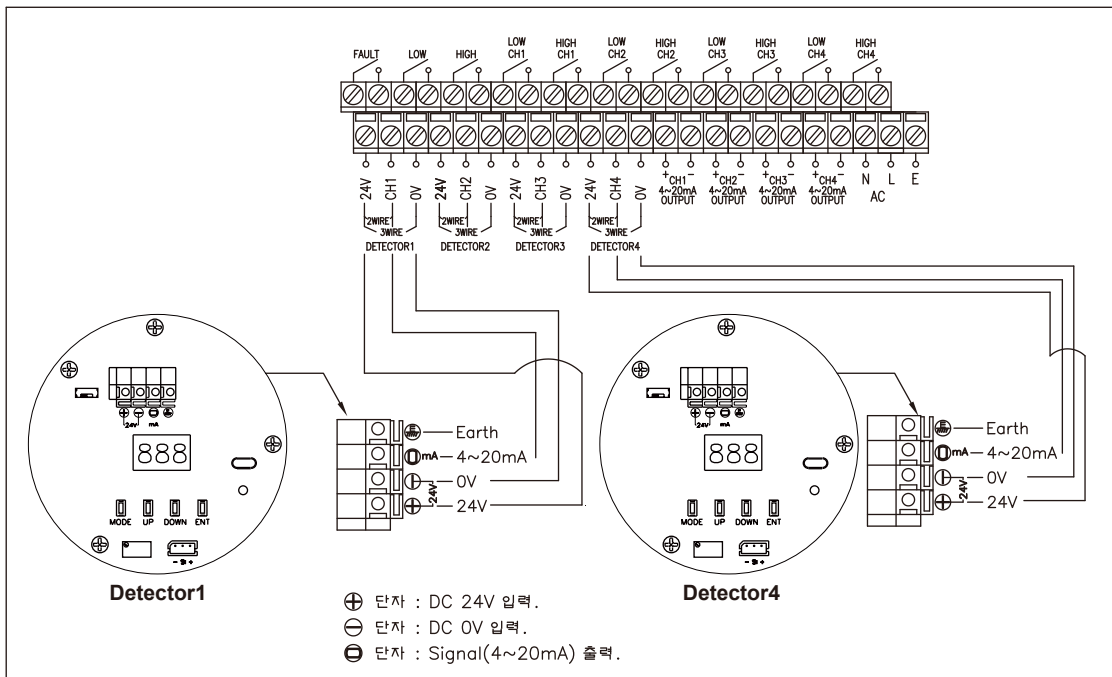 FAULT LOW HIGH LOW CH1 HIGH CH1 LOW CH2 HIGH CH2 LOW CH3 HIGH CH3 LOW CH4 HIGH CH4
24V CH1 0V 24V CH2 0V 24V CH3 0V 24V CH4 0V
+CH1- 4~20mA OUTPUT
+CH2- 4~20mA OUTPUT
+CH3- 4~20mA OUTPUT
+CH4- 4~20mA OUTPUT
N L E
AC
2WIRE 2WIRE 2WIRE 2WIRE
3WIRE 3WIRE 3WIRE 3WIRE
DETECTOR1 DETECTOR2 DETECTOR3 DETECTOR4
24V mA
888
MODE UP DOWN ENT
Detector1
E Earth
mA 4~20mA
0V
24V
24V
24V mA
888
MODE UP DOWN ENT
Detector4
E Earth
mA 4~20mA
0V
24V
24V
⊕ 단자 : DC 24V 입력.
⊖ 단자 : DC 0V 입력.
단자 : Signal(4~20mA) 출력.